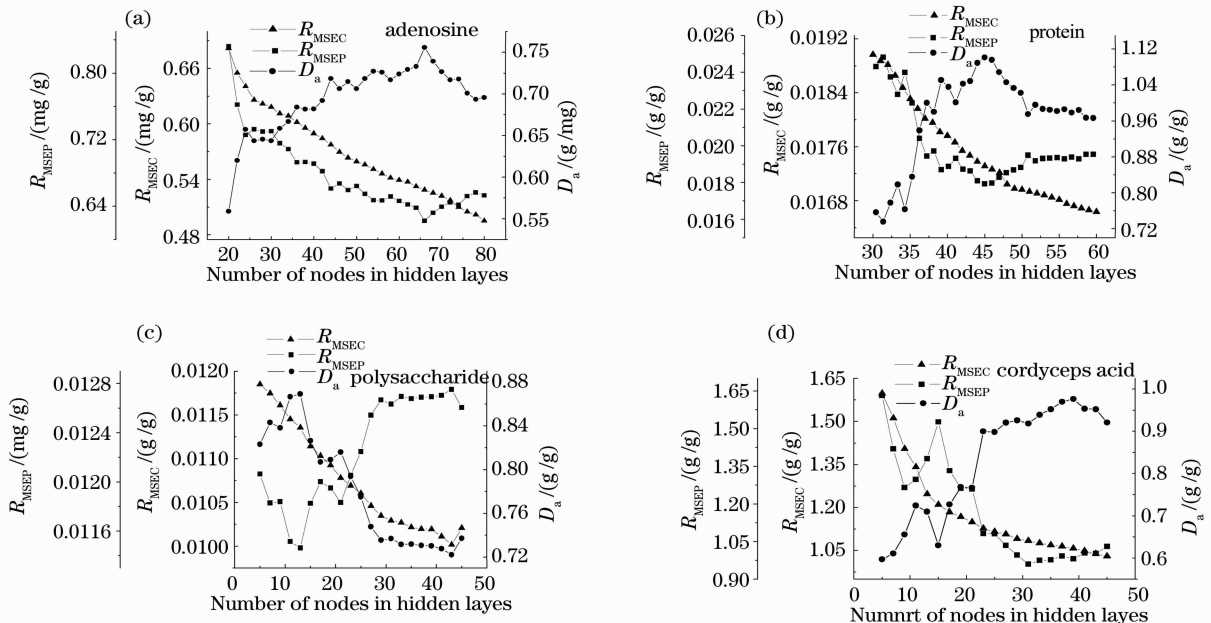 (a)
adenosine
R_MSEC
R_MSEP
D_a
R_MSEP /(mg /g)
0.80
0.72
0.64
R_MSEC /(mg /g)
0.66
0.60
0.54
0.48
0.75
0.70
0.65
0.60
0.55
D_a /(g /mg)
20 30 40 50 60 70 80
Number of nodes in hidden layes
(b)
protein
R_MSEC
R_MSEP
D_a
R_MSEP /(g /g)
0.026
0.024
0.022
0.020
0.018
0.016
R_MSEC /(g /g)
0.0192
0.0184
0.0176
0.0168
1.12
1.04
0.96
0.88
0.80
0.72
D_a /(g /g)
30 35 40 45 50 55 60
Number of nodes in hidden layes
(c)
polysaccharide
R_MSEC
R_MSEP
D_a
R_MSEP /(mg /g)
0.0128
0.0124
0.0120
0.0116
R_MSEC /(g /g)
0.0120
0.0115
0.0110
0.0105
0.0100
0.88
0.84
0.80
0.76
0.72
D_a /(g /g)
0 10 20 30 40 50
Number of nodes in hidden layes
(d)
cordyceps acid
R_MSEC
R_MSEP
D_a
R_MSEP /(g /g)
1.65
1.50
1.35
1.20
1.05
0.90
R_MSEC /(g /g)
1.65
1.50
1.35
1.20
1.05
1.0
0.9
0.8
0.7
0.6
D_a /(g /g)
0 10 20 30 40 50
Numnrt of nodes in hidden layes